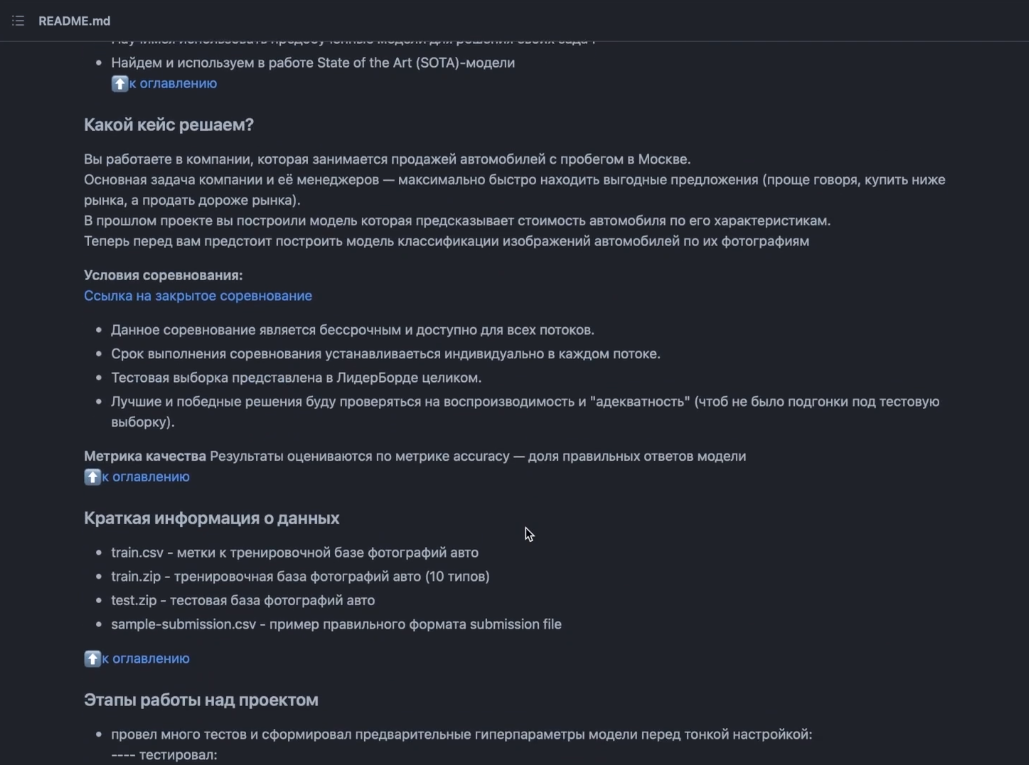 README.md
Научимся использовать предобученные модели для решения своих задач
• Найдем и используем в работе State of the Art (SOTA)-модели
⬆️к оглавлению
Какой кейс решаем?
Вы работаете в компании, которая занимается продажей автомобилей с пробегом в Москве.
Основная задача компании и её менеджеров — максимально быстро находить выгодные предложения (проще говоря, купить ниже
рынка, а продать дороже рынка).
В прошлом проекте вы построили модель которая предсказывает стоимость автомобиля по его характеристикам.
Теперь перед вам предстоит построить модель классификации изображений автомобилей по их фотографиям
Условия соревнования:
Ссылка на закрытое соревнование
• Данное соревнование является бессрочным и доступно для всех потоков.
• Срок выполнения соревнования устанавливаеться индивидуально в каждом потоке.
• Тестовая выборка представлена в ЛидерБорде целиком.
• Лучшие и победные решения буду проверяться на воспроизводимость и "адекватность" (чтоб не было подгонки под тестовую
выборку).
Метрика качества Результаты оцениваются по метрике accuracy — доля правильных ответов модели
⬆️к оглавлению
Краткая информация о данных
• train.csv - метки к тренировочной базе фотографий авто
• train.zip - тренировочная база фотографий авто (10 типов)
• test.zip - тестовая база фотографий авто
• sample-submission.csv - пример правильного формата submission file
⬆️к оглавлению
Этапы работы над проектом
• провел много тестов и сформировал предварительные гиперпараметры модели перед тонкой настройкой:
---- тестировал: